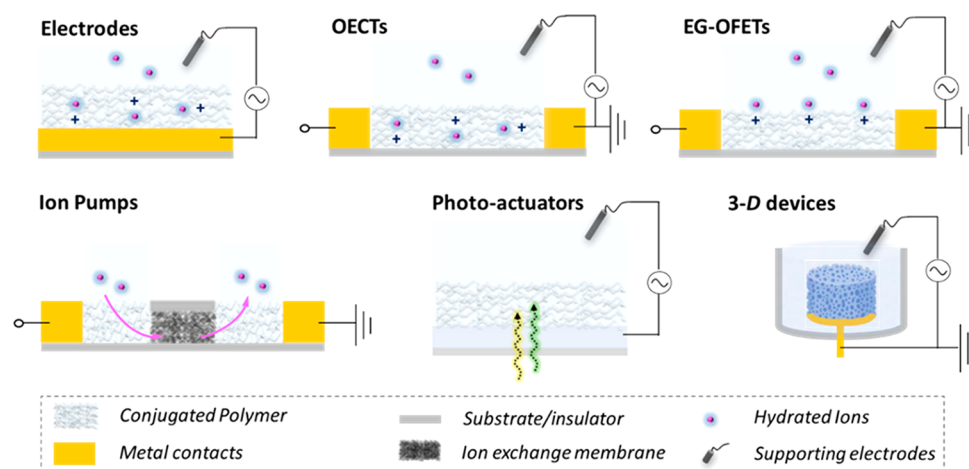 Electrodes
OECTs
EG-OFETs
+ + + +
+ + +
+ + +
Ion Pumps
Photo-actuators
3-D devices
Conjugated Polymer
Substrate/insulator
Hydrated Ions
Metal contacts
Ion exchange membrane
Supporting electrodes